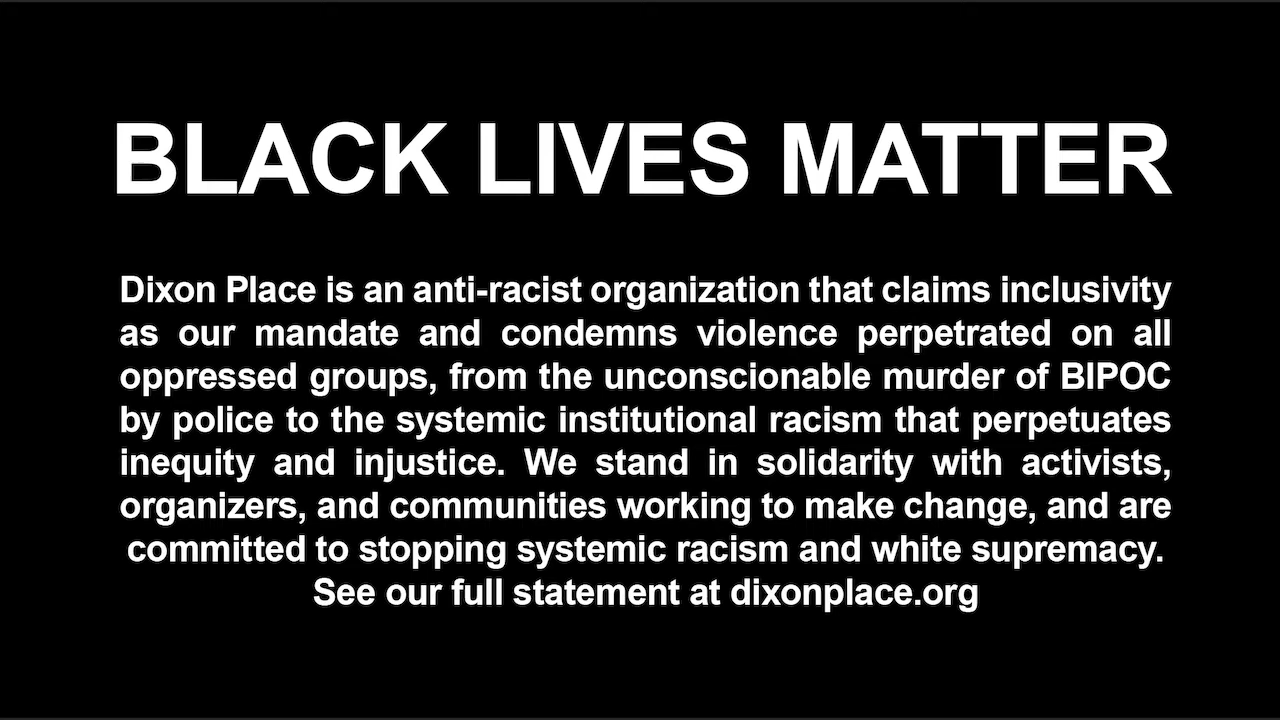 BLACK LIVES MATTER
Dixon Place is an anti-racist organization that claims inclusivity
as our mandate and condemns violence perpetrated on all
oppressed groups, from the unconscionable murder of BIPOC
by police to the systemic institutional racism that perpetuates
inequity and injustice. We stand in solidarity with activists,
organizers, and communities working to make change, and are
committed to stopping systemic racism and white supremacy.
See our full statement at dixonplace.org